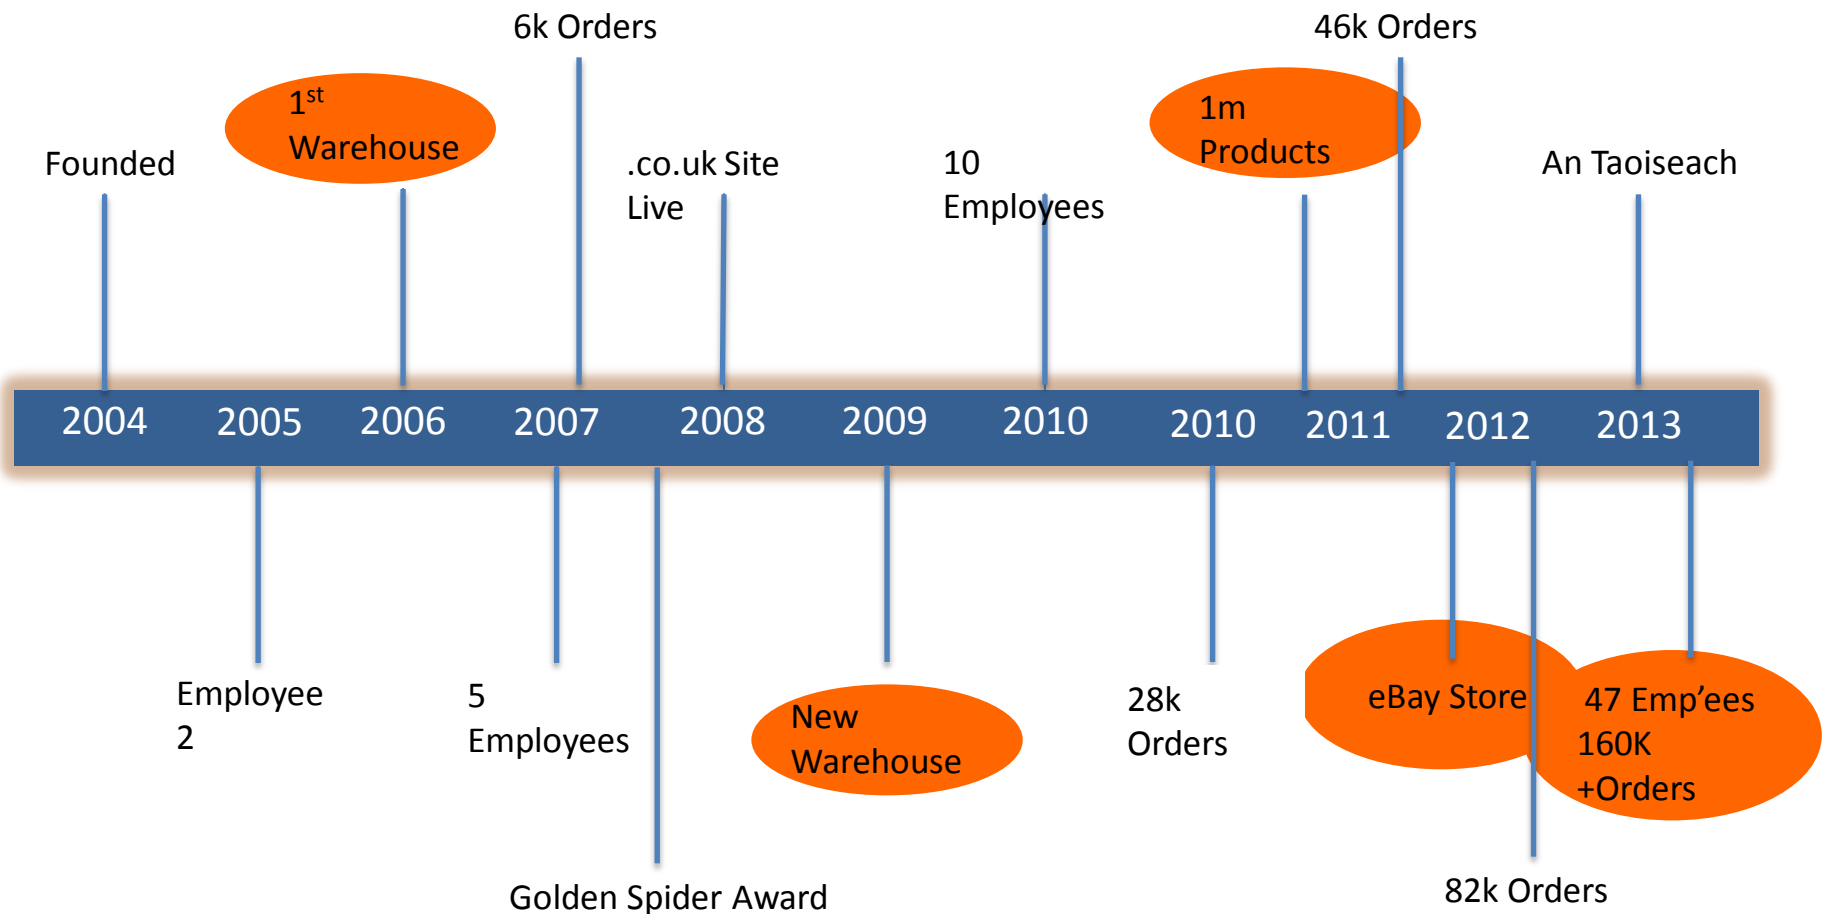 6k Orders
46k Orders
1st
Warehouse
1m
Products
Founded
.co.uk Site
Live
10
Employees
An Taoiseach
2004
2005
2006
2007
2008
2009
2010
2010
2011
2012
2013
Employee
2
5
Employees
New
Warehouse
28k
Orders
eBay Store
47 Emp’ees
160K
+Orders
Golden Spider Award
82k Orders